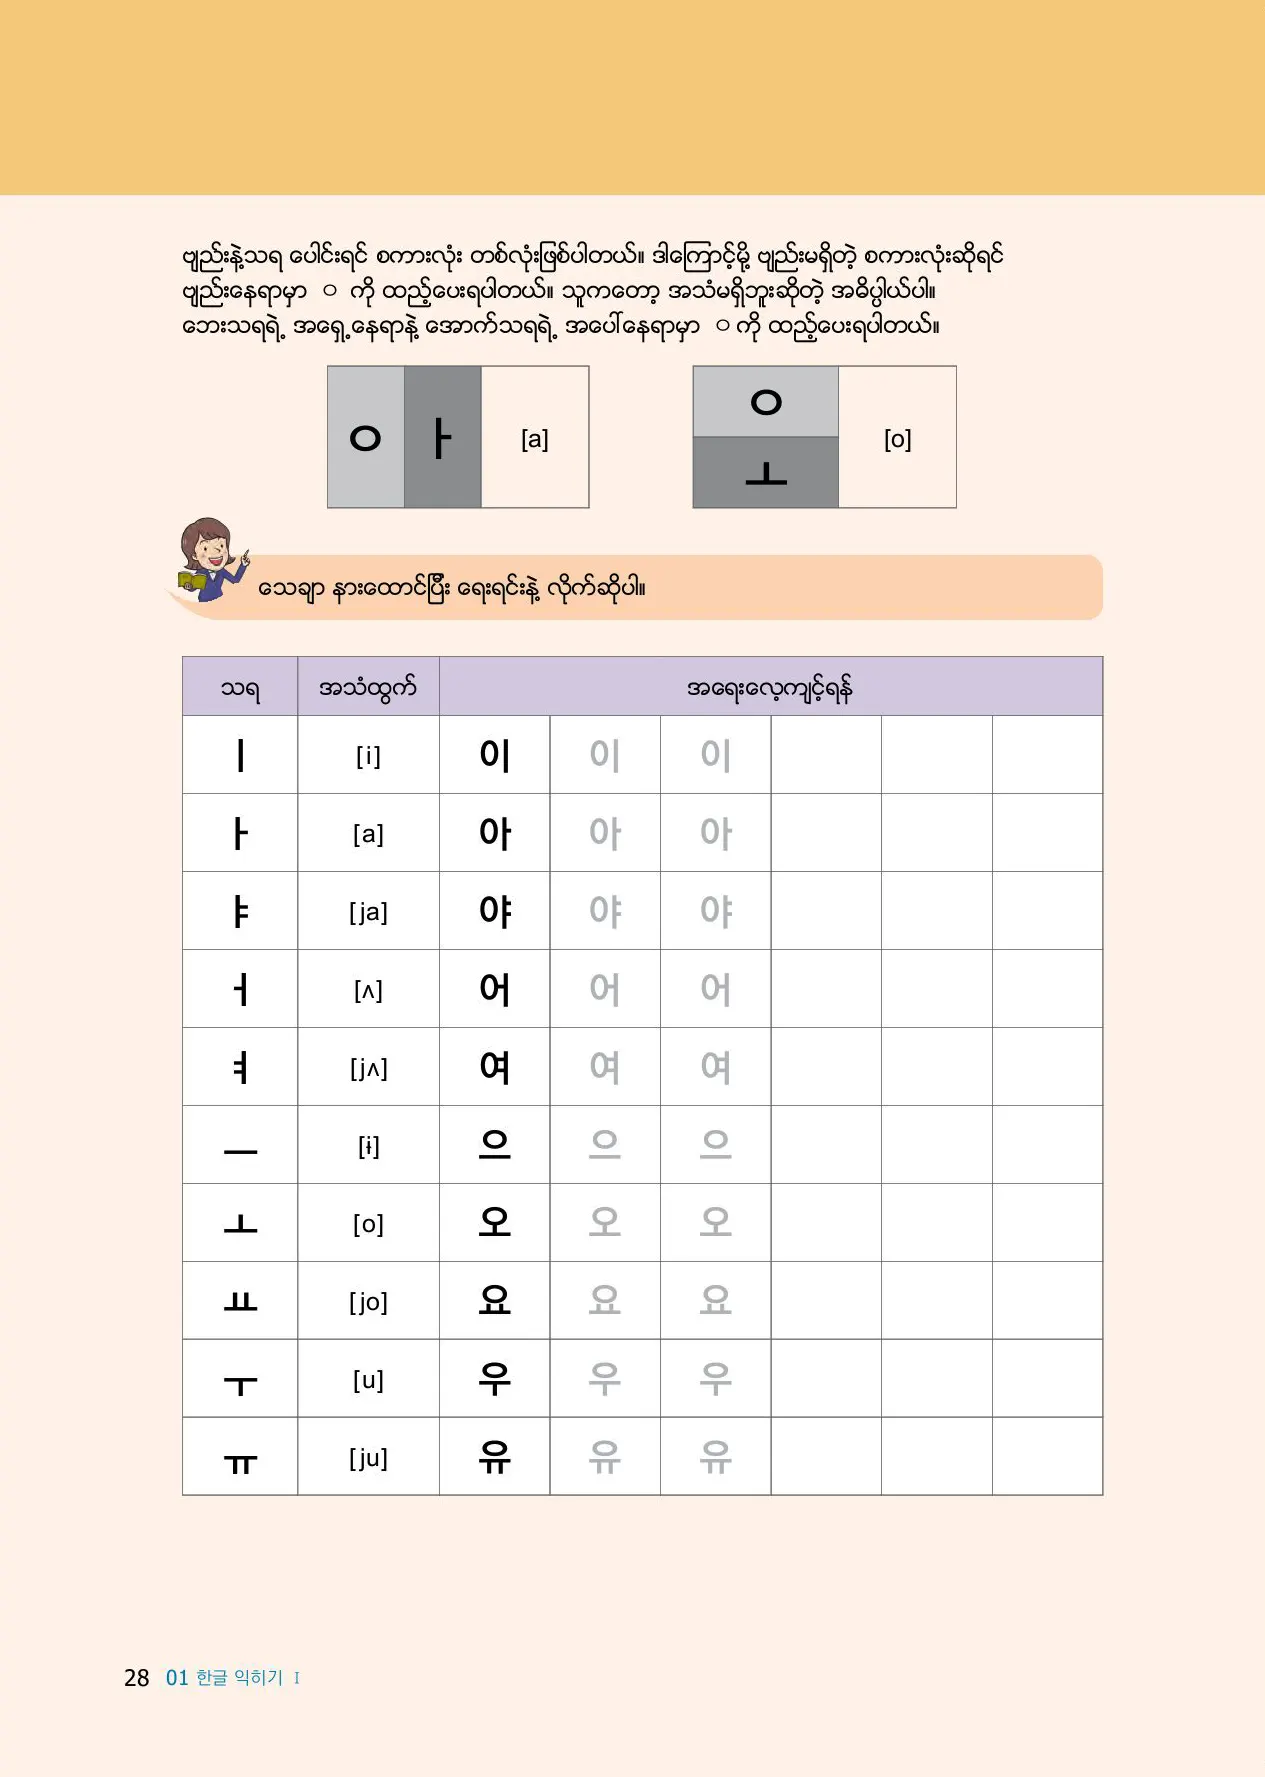 ဗျည်းနဲ့သရ ပေါင်းရင် စကားလုံး တစ်လုံးဖြစ်ပါတယ်။ ဒါကြောင့်မို့ ဗျည်းမရှိတဲ့ စကားလုံးဆိုရင်
ဗျည်းနေရာမှာ ㅇ ကို ထည့်ပေးရပါတယ်။ သူကတော့ အသံမရှိဘူးဆိုတဲ့ အဓိပ္ပါယ်ပါ။
ဘေးသရရဲ့ အရှေ့နေရာနဲ့ အောက်သရရဲ့ အပေါ်နေရာမှာ ㅇ ကို ထည့်ပေးရပါတယ်။
ㅇ ㅏ [a]
ㅇ
ㅗ [o]
သေချာ နားထောင်ပြီး ရေးရင်းနဲ့ လိုက်ဆိုပါ။
သရ အသံထွက် အရေးလေ့ကျင့်ရန်
ㅣ [i] 이 이 이
ㅏ [a] 아 아 아
ㅑ [ja] 야 야 야
ㅓ [ʌ] 어 어 어
ㅕ [jʌ] 여 여 여
ㅡ [ɨ] 으 으 으
ㅗ [o] 오 오 오
ㅛ [jo] 요 요 요
ㅜ [u] 우 우 우
ㅠ [ju] 유 유 유
28 01 한글 익히기 Ⅰ